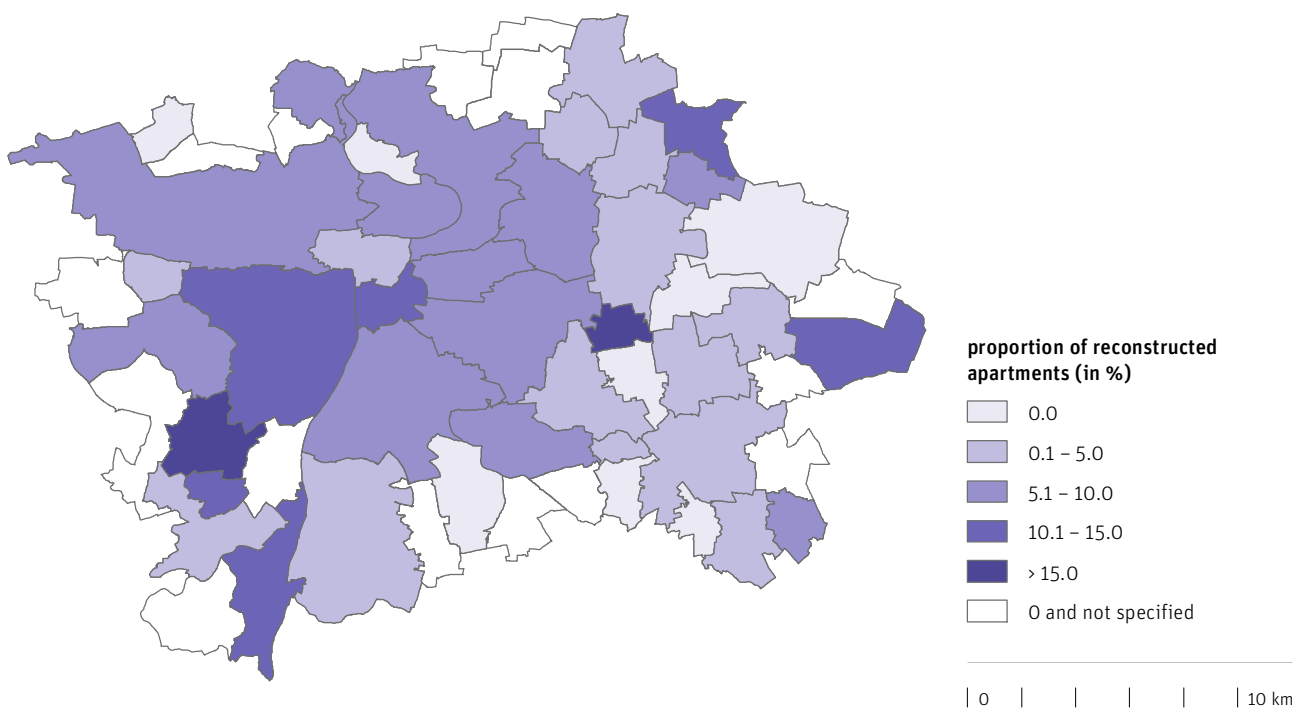 proportion of reconstructed
apartments (in %)
0.0
0.1 – 5.0
5.1 – 10.0
10.1 – 15.0
> 15.0
0 and not specified
0 10 km